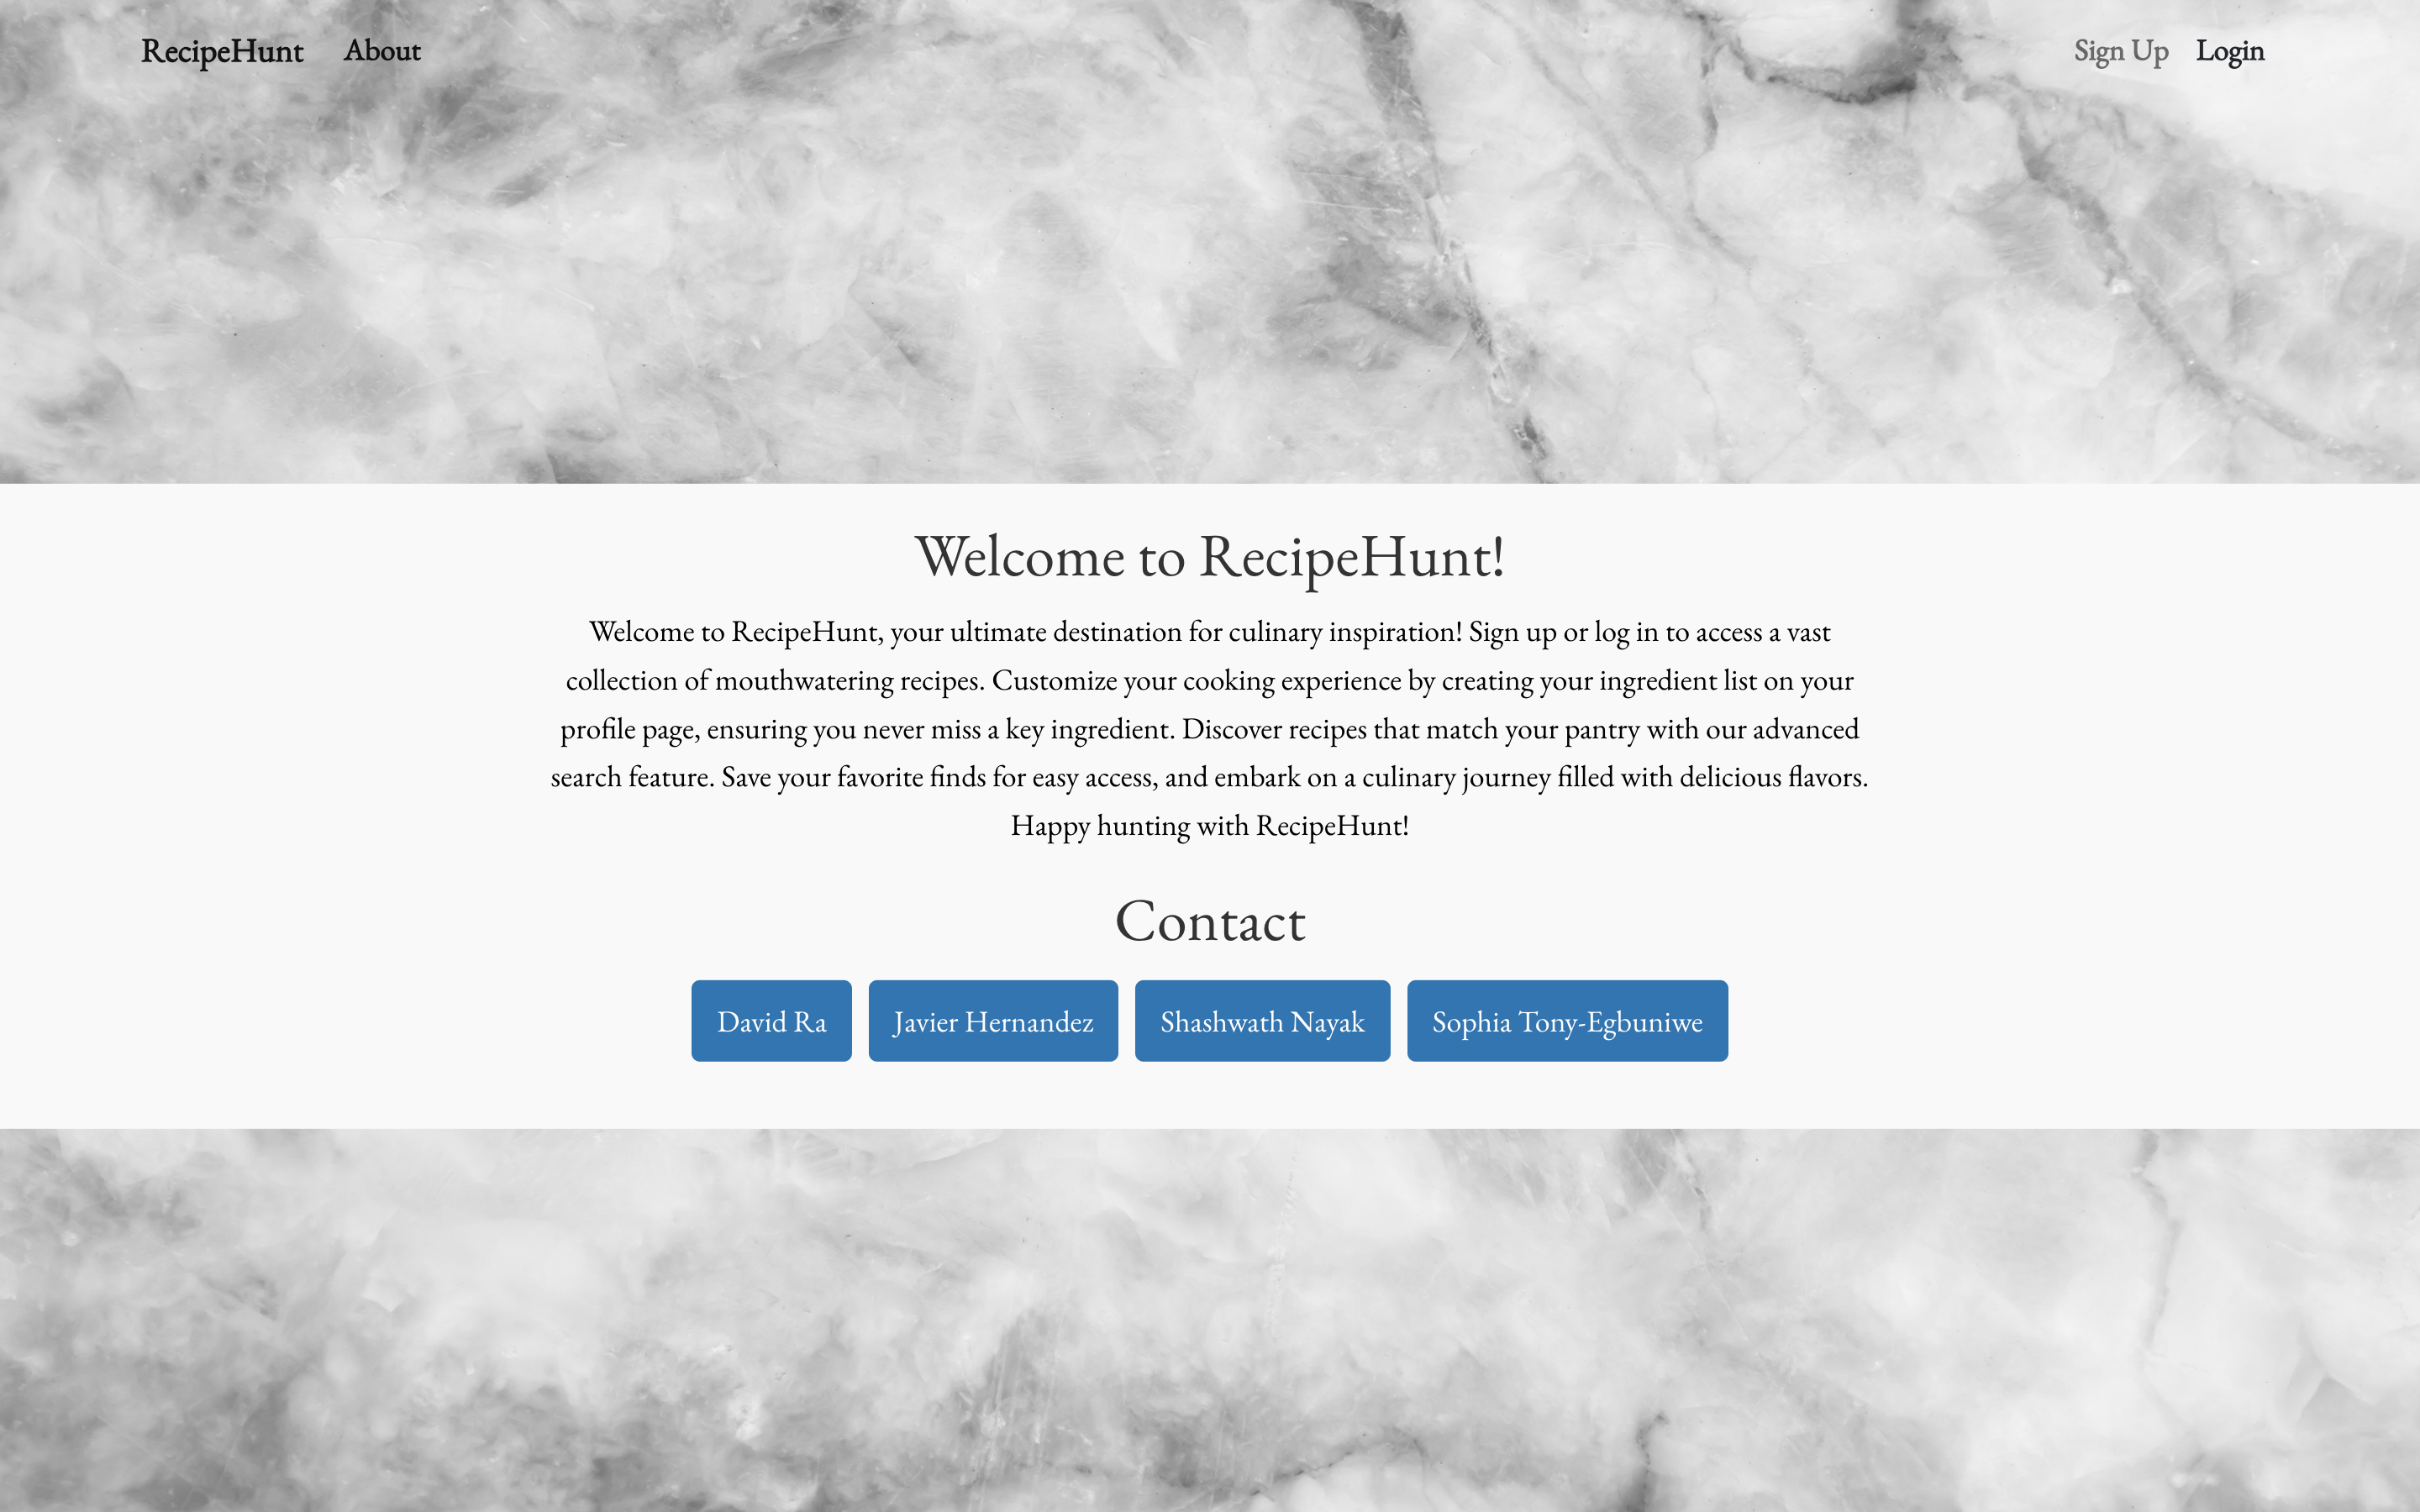 RecipeHunt About Sign Up Login
Welcome to RecipeHunt!
Welcome to RecipeHunt, your ultimate destination for culinary inspiration! Sign up or log in to access a vast
collection of mouthwatering recipes. Customize your cooking experience by creating your ingredient list on your
profile page, ensuring you never miss a key ingredient. Discover recipes that match your pantry with our advanced
search feature. Save your favorite finds for easy access, and embark on a culinary journey filled with delicious flavors.
Happy hunting with RecipeHunt!
Contact
David Ra Javier Hernandez Shashwath Nayak Sophia Tony-Egbuniwe